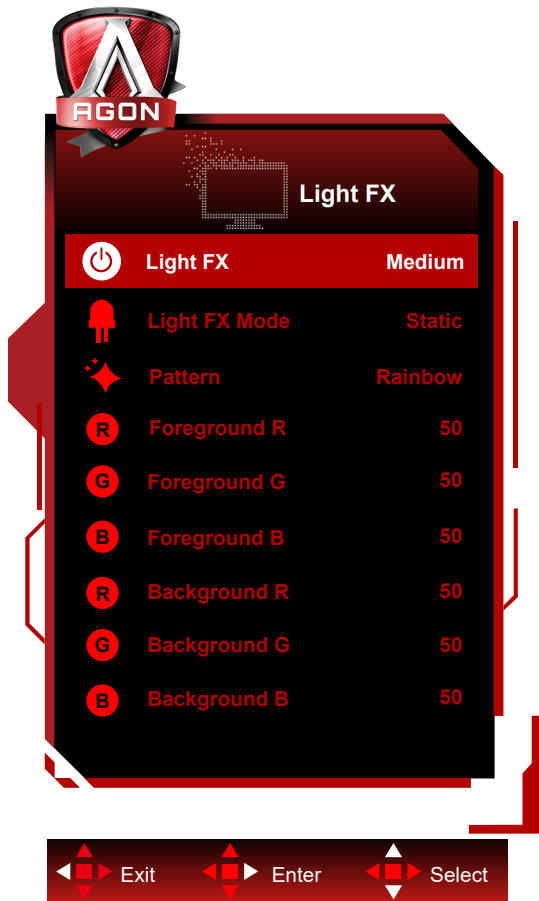 AGON
Light FX
Light FX Medium
Light FX Mode Static
Pattern Rainbow
R Foreground R 50
G Foreground G 50
B Foreground B 50
R Background R 50
G Background G 50
B Background B 50
Exit Enter Select